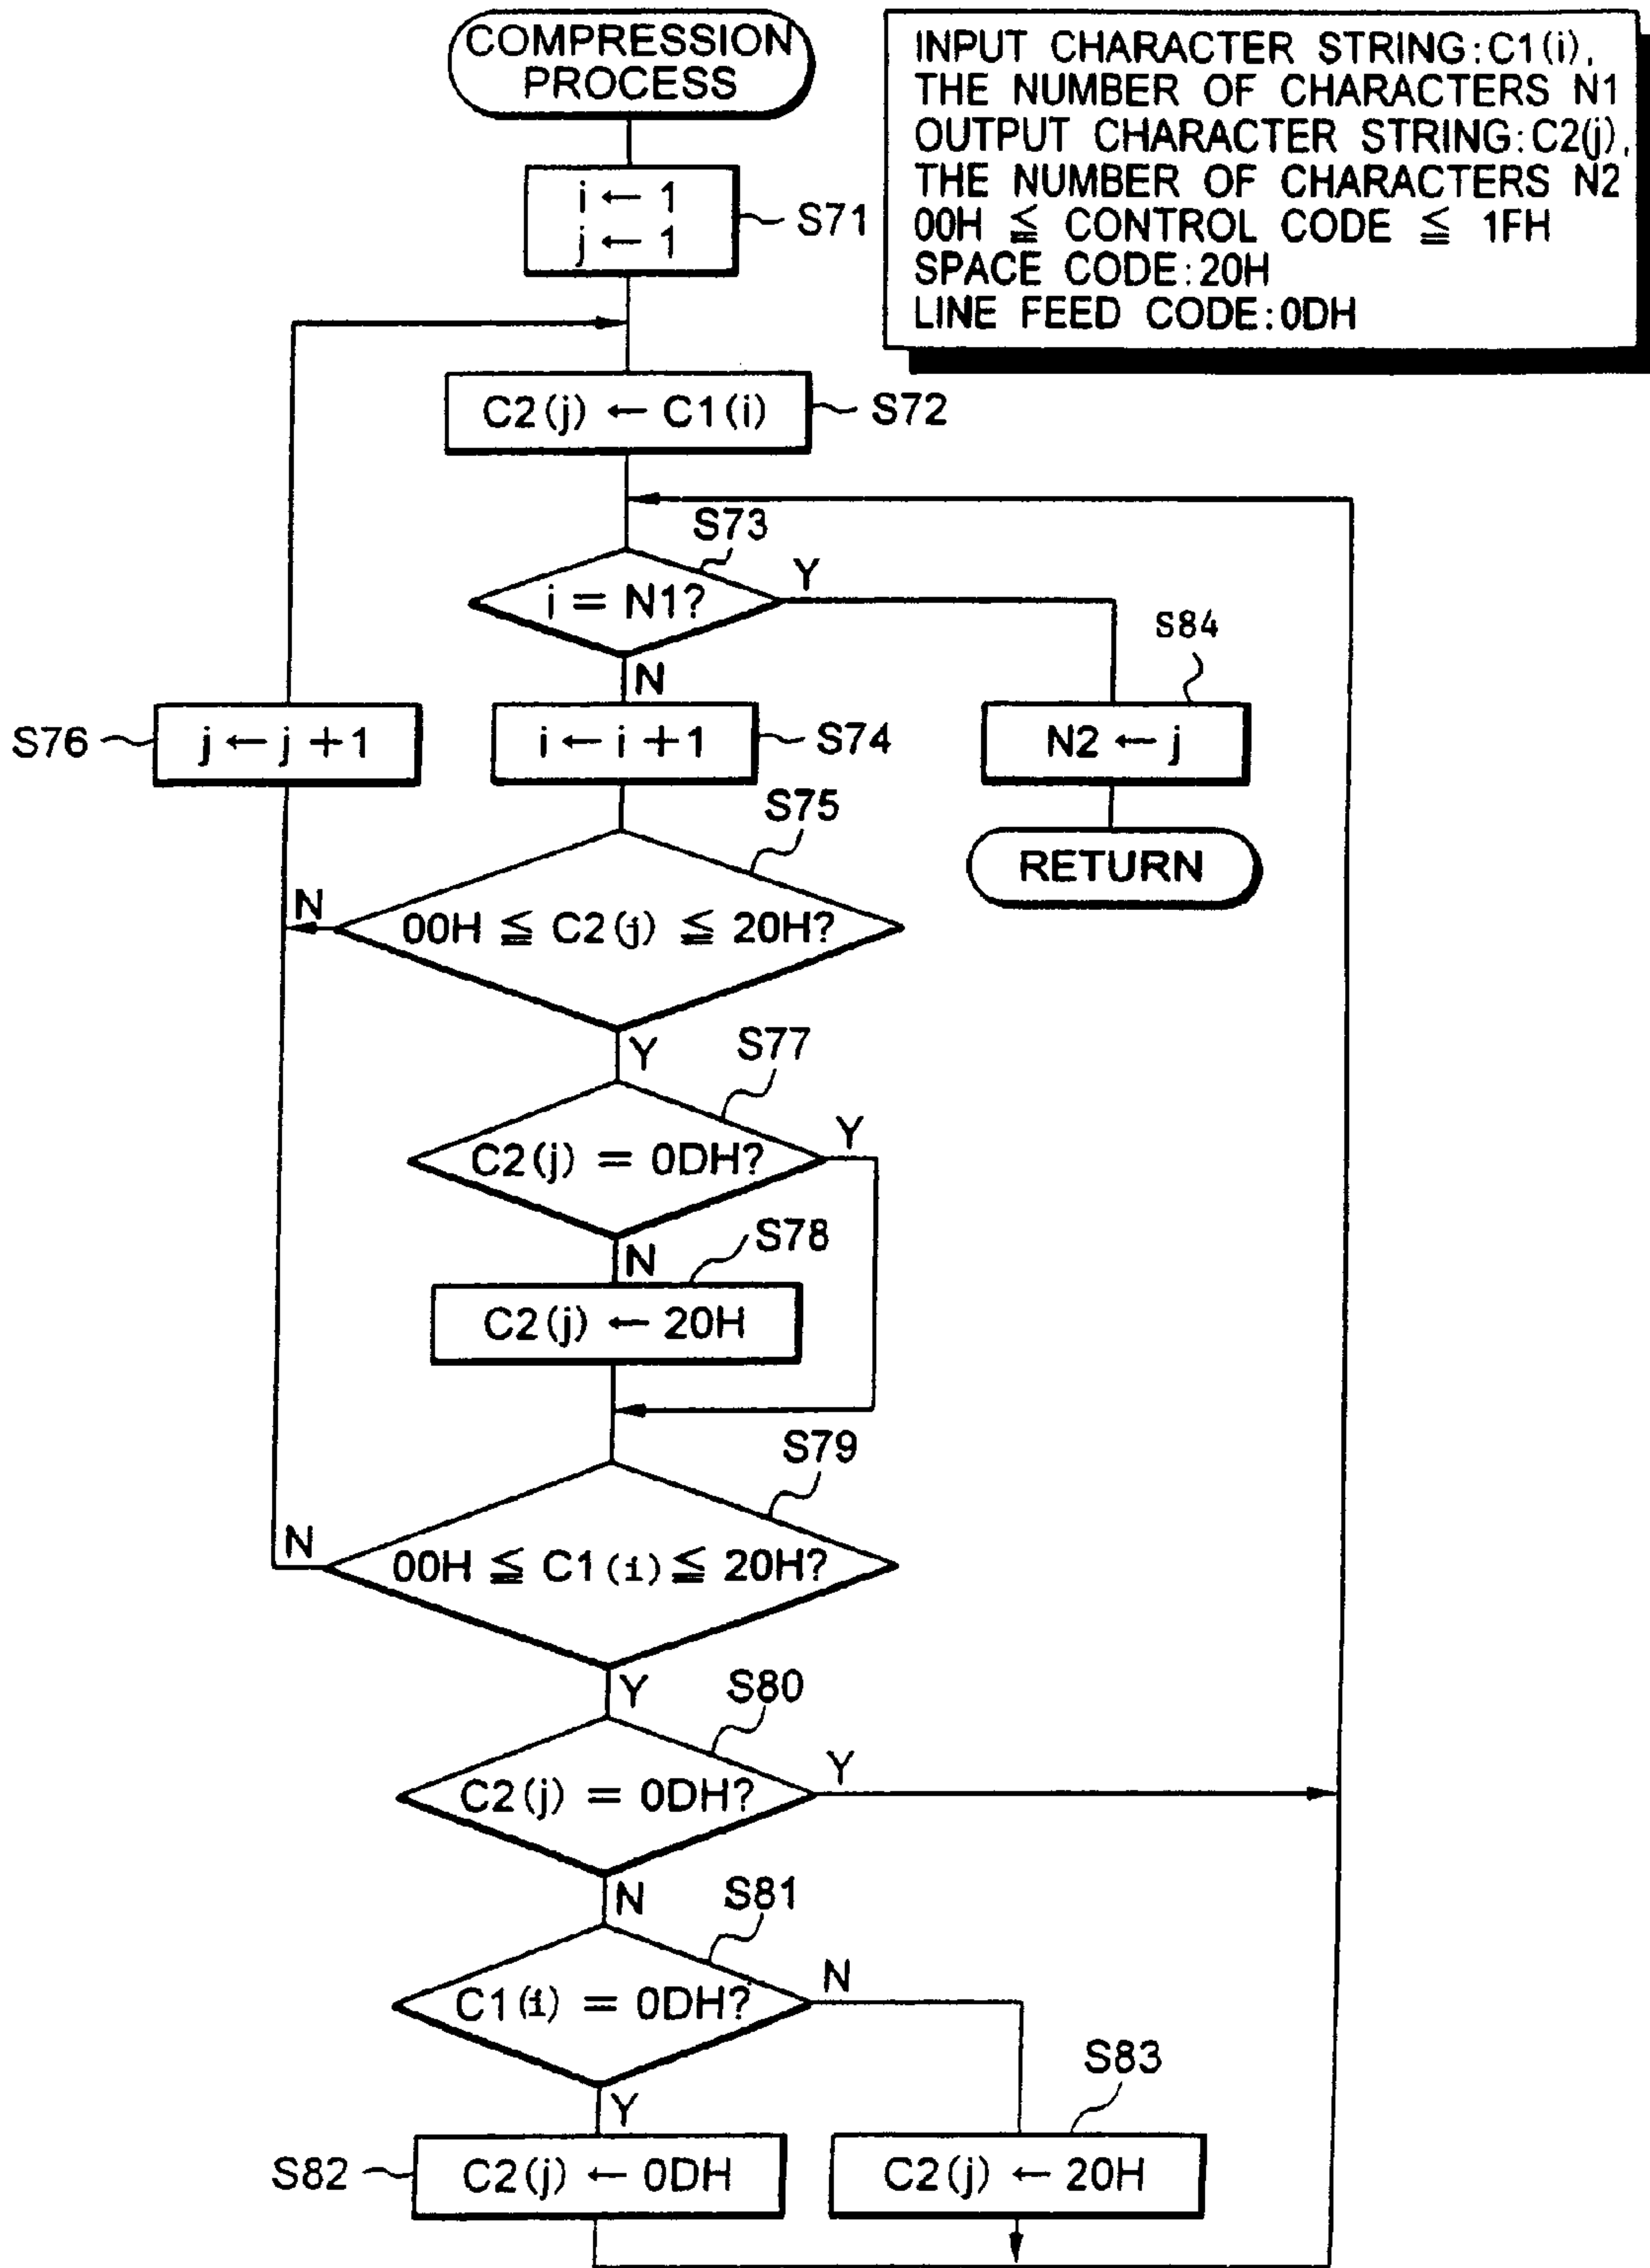 COMPRESSION
PROCESS
INPUT CHARACTER STRING:C1(i),
THE NUMBER OF CHARACTERS N1
OUTPUT CHARACTER STRING:C2(j),
THE NUMBER OF CHARACTERS N2
00H ≦ CONTROL CODE ≦ 1FH
SPACE CODE:20H
LINE FEED CODE:0DH
i ← 1
j ← 1
S71
C2(j) ← C1(i)
S72
S73
i = N1?
Y
N
S84
S76
j ← j +1
i ← i +1
S74
N2 ← j
S75
RETURN
N
00H ≦ C2(j) ≦ 20H?
Y
S77
C2(j) = 0DH?
Y
N
S78
C2(j) ← 20H
S79
N
00H ≦ C1(i) ≦ 20H?
Y
S80
C2(j) = 0DH?
Y
N
S81
C1(i) = 0DH?
N
Y
S83
S82
C2(j) ← 0DH
C2(j) ← 20H